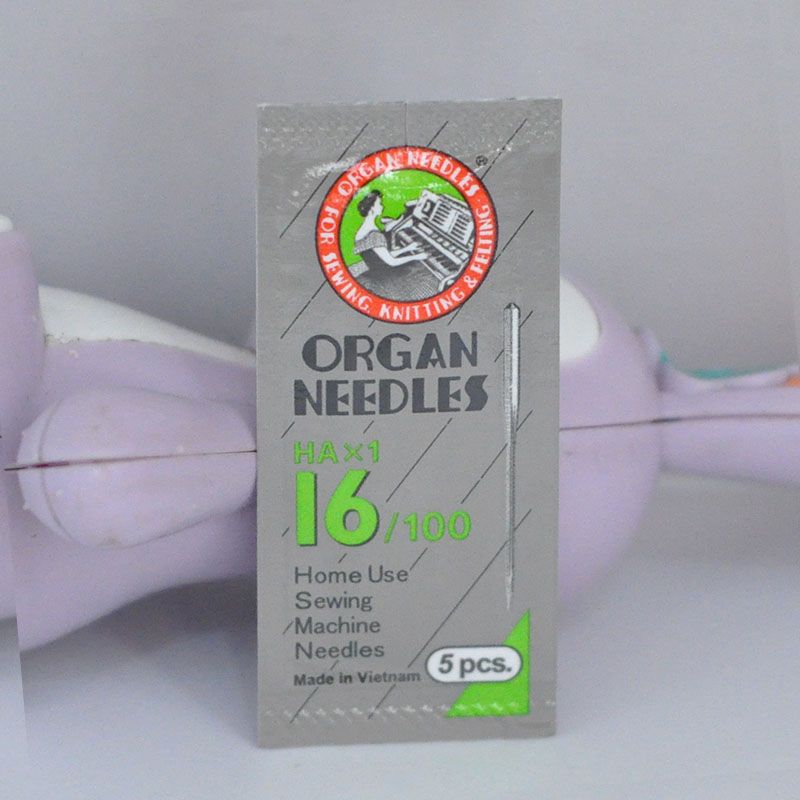 ORGAN NEEDLES ®
FOR SEWING, KNITTING & FELTING
ORGAN
NEEDLES
HA×1
16/100
Home Use
Sewing
Machine
Needles
Made in Vietnam
5 pcs.